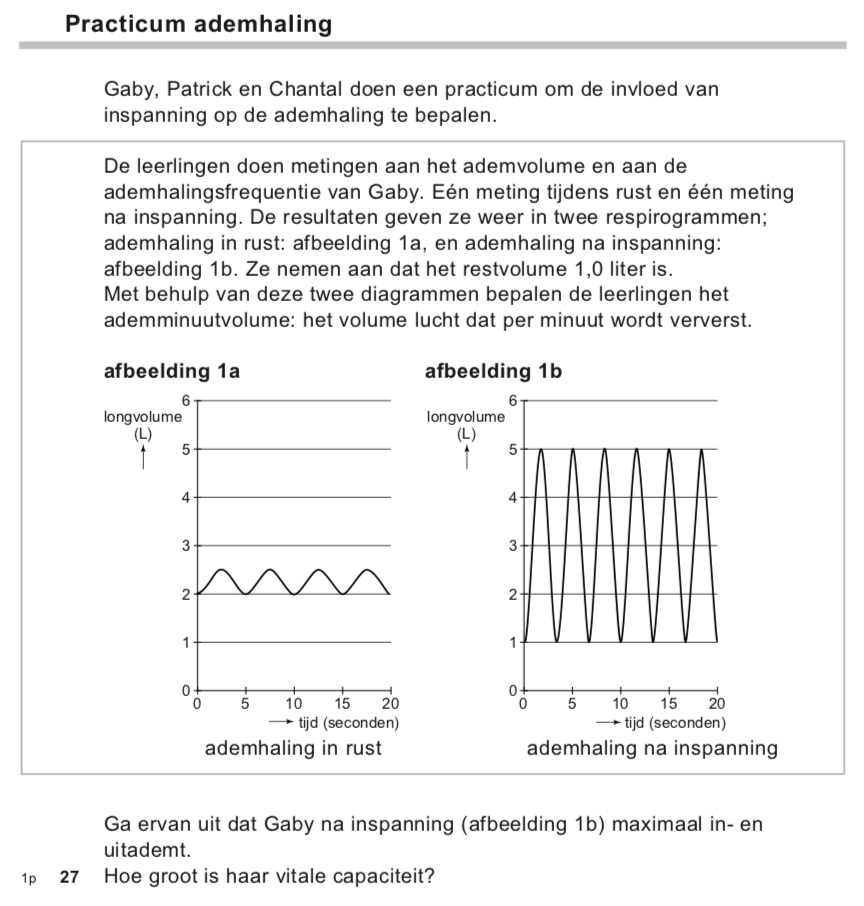 Practicum ademhaling
Gaby, Patrick en Chantal doen een practicum om de invloed van
inspanning op de ademhaling te bepalen.
De leerlingen doen metingen aan het ademvolume en aan de
ademhalingsfrequentie van Gaby. Eén meting tijdens rust en één meting
na inspanning. De resultaten geven ze weer in twee respirogrammen;
ademhaling in rust: afbeelding 1a, en ademhaling na inspanning:
afbeelding 1b. Ze nemen aan dat het restvolume 1,0 liter is.
Met behulp van deze twee diagrammen bepalen de leerlingen het
ademminuutvolume: het volume lucht dat per minuut wordt ververst.
afbeelding 1a
6
longvolume
(L)
5
4
3
2
1
0
0 5 10 15 20
tijd (seconden)
ademhaling in rust
afbeelding 1b
6
longvolume
(L)
5
4
3
2
1
0
0 5 10 15 20
tijd (seconden)
ademhaling na inspanning
Ga ervan uit dat Gaby na inspanning (afbeelding 1b) maximaal in- en
uitademt.
1p 27 Hoe groot is haar vitale capaciteit?